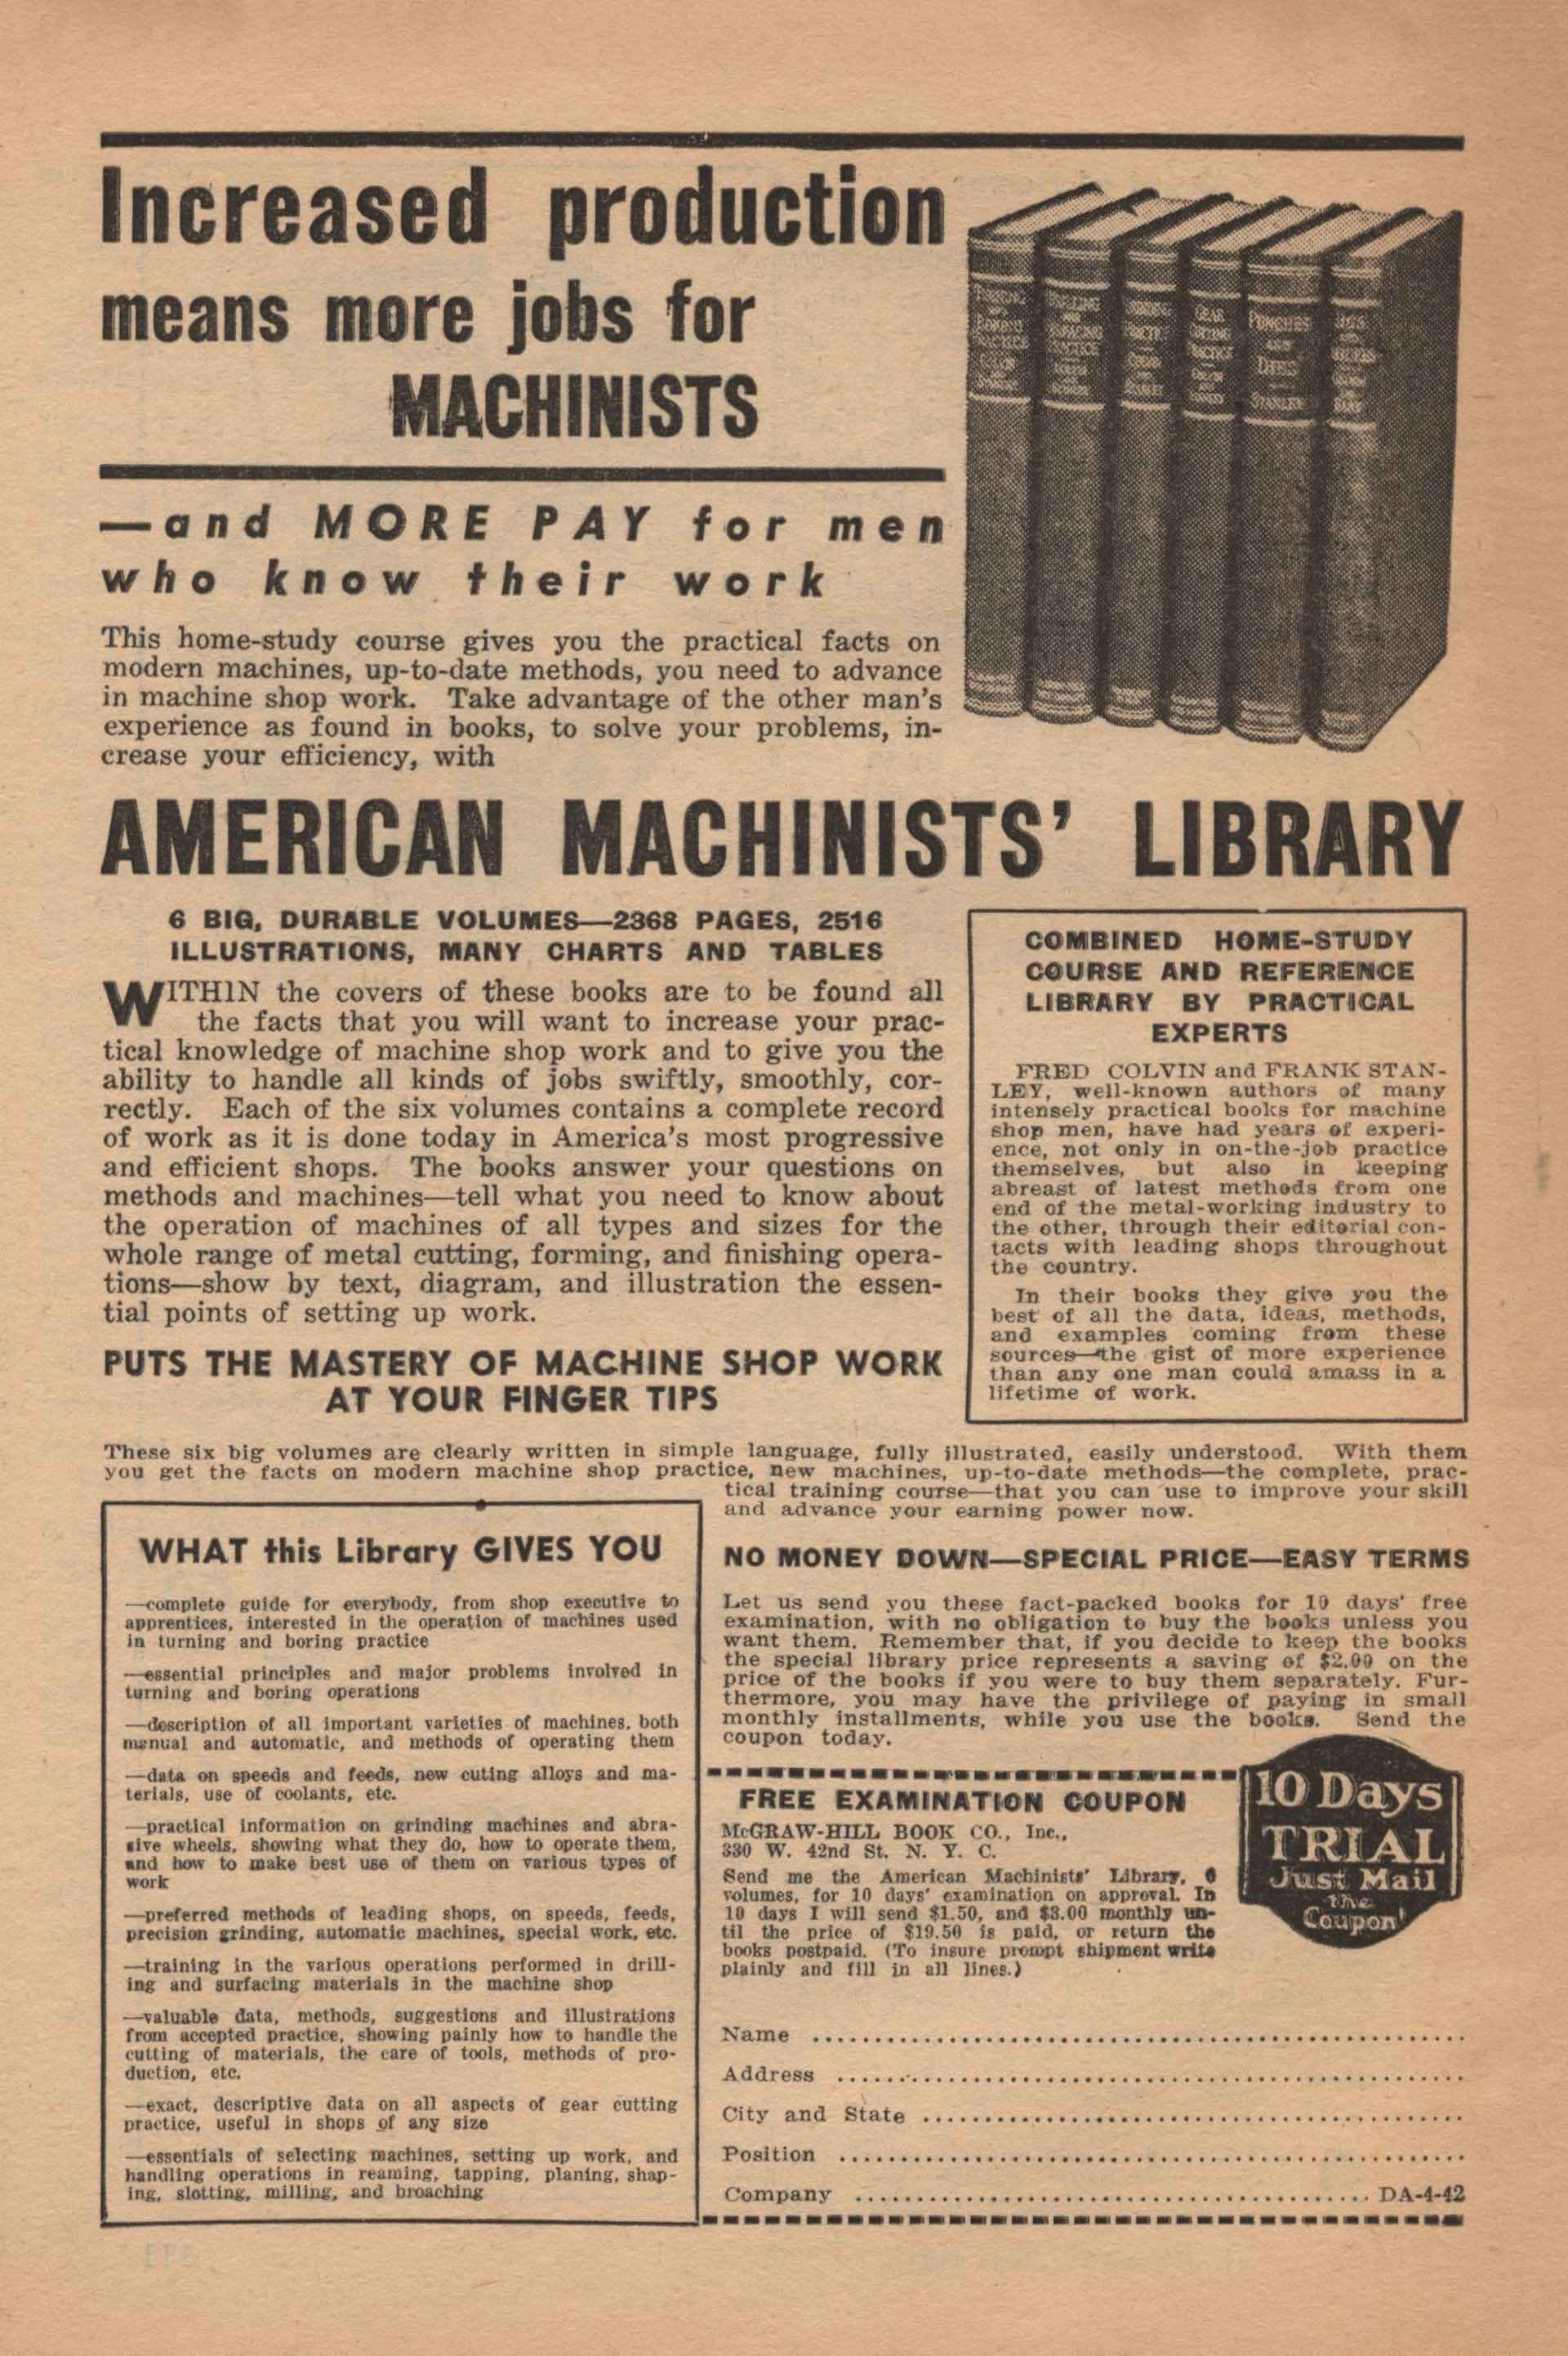 Increased production
means more jobs for
MACHINISTS
—and MORE PAY for men
who know their work
This home-study course gives you the practical facts on
modern machines, up-to-date methods, you need to advance
in machine shop work. Take advantage of the other man's
experience as found in books, to solve your problems, in-
crease your efficiency, with
PUNCHES
AND
DIES
STANLEY
AMERICAN MACHINISTS' LIBRARY
6 BIG, DURABLE VOLUMES—2368 PAGES, 2516
ILLUSTRATIONS, MANY CHARTS AND TABLES
WITH1N the covers of these books are to be found all
the facts that you will want to increase your prac-
tical knowledge of machine shop work and to give you the
ability to handle all kinds of jobs swiftly, smoothly, cor-
rectly. Each of the six volumes contains a complete record
of work as it is done today in America's most progressive
and efficient shops. The books answer your questions on
methods and machines—tell what you need to know about
the operation of machines of all types and sizes for the
whole range of metal cutting, forming, and finishing opera-
tions—show by text, diagram, and illustration the essen-
tial points of setting up work.
PUTS THE MASTERY OF MACHINE SHOP WORK
AT YOUR FINGER TIPS
COMBINED HOME-STUDY
COURSE AND REFERENCE
LIBRARY BY PRACTICAL
EXPERTS
FRED COLVIN and FRANK STAN-
LEY, well-known authors of many
intensely practical books for machine
shop men, have had years of experi-
ence, not only in on-the-job practice
themselves, but also in keeping
abreast of latest methods from one
end of the metal-working industry to
the other, through their editorial con-
tacts with leading shops throughout
the country.
In their books they give you the
best of all the data, ideas, methods,
and examples coming from these
sources—the gist of more experience
than any one man could amass in a
lifetime of work.
These six big volumes are clearly written in simple language, fully illustrated, easily understood. With them
you get the facts on modern machine shop practice, new machines, up-to-date methods—the complete, prac-
tical training course—that you can use to improve your skill
and advance your earning power now.
WHAT this Library GIVES YOU
—complete guide for everybody, from shop executive to
apprentices, interested in the operation of machines used
in turning and boring practice
—essential principles and major problems involved in
turning and boring operations
—description of all important varieties of machines, both
manual and automatic, and methods of operating them
—data on speeds and feeds, new cuting alloys and ma-
terials, use of coolants, etc.
—practical information on grinding machines and abra-
sive wheels, showing what they do, how to operate them,
and how to make best use of them on various types of
work
—preferred methods of leading shops, on speeds, feeds,
precision grinding, automatic machines, special work, etc.
—training in the various operations performed in drill-
ing and surfacing materials in the machine shop
—valuable data, methods, suggestions and illustrations
from accepted practice, showing painly how to handle the
cutting of materials, the care of tools, methods of pro-
duction, etc.
—exact, descriptive data on all aspects of gear cutting
practice, useful in shops of any size
—essentials of selecting machines, setting up work, and
handling operations in reaming, tapping, planing, shap-
ing, slotting, milling, and broaching
NO MONEY DOWN—SPECIAL PRICE—EASY TERMS
Let us send you these fact-packed books for 10 days' free
examination, with no obligation to buy the books unless you
want them. Remember that, if you decide to keep the books
the special library price represents a saving of $2.00 on the
price of the books if you were to buy them separately. Fur-
thermore, you may have the privilege of paying in small
monthly installments, while you use the books. Send the
coupon today.
10 Days
TRIAL
Just Mail
the
Coupon!
FREE EXAMINATION COUPON
McGRAW-HILL BOOK CO., Inc.,
330 W. 42nd St. N. Y. C.
Send me the American Machinists' Library, 6
volumes, for 10 days' examination on approval. In
10 days I will send $1.50, and $3.00 monthly un-
til the price of $19.50 is paid, or return the
books postpaid. (To insure prompt shipment write
plainly and fill in all lines.)
Name
Address
City and State
Position
Company DA-4-42